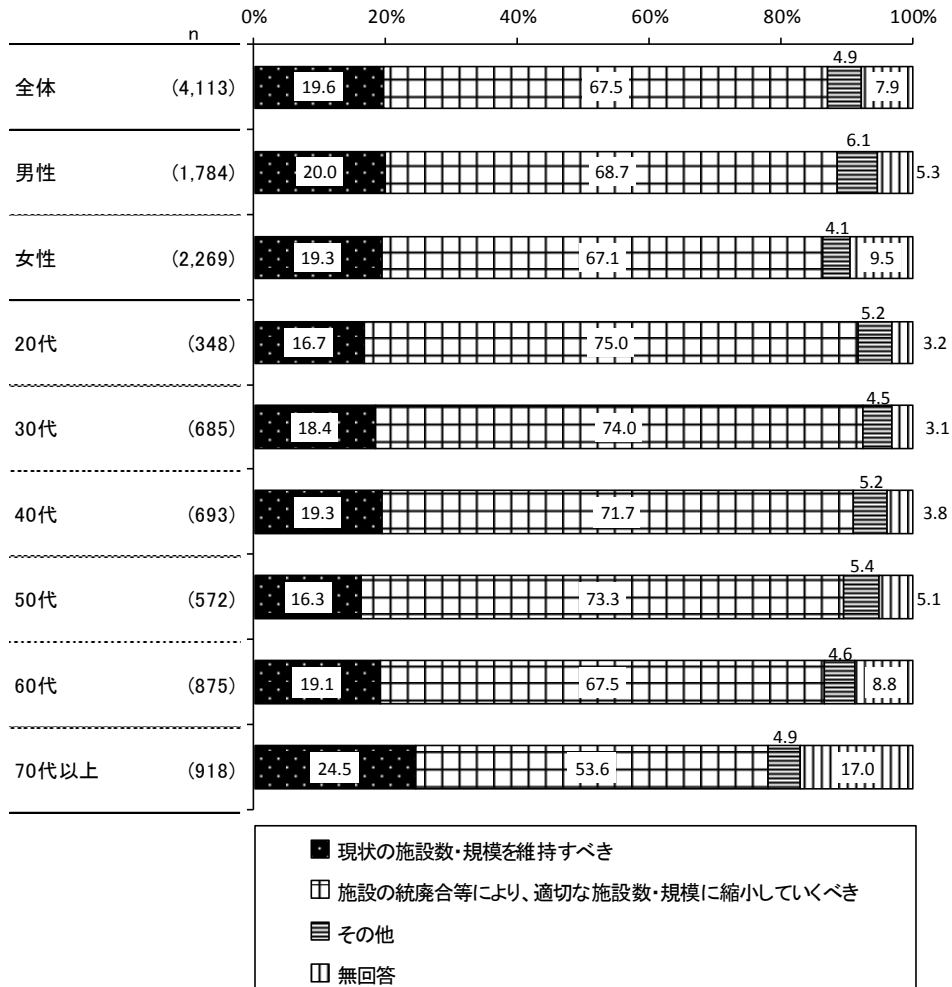 0% 20% 40% 60% 80% 100%
n
4.9
全体 (4,113) 19.6 67.5 7.9
6.1
男性 (1,784) 20.0 68.7 5.3
4.1
女性 (2,269) 19.3 67.1 9.5
5.2
20代 (348) 16.7 75.0 3.2
4.5
30代 (685) 18.4 74.0 3.1
5.2
40代 (693) 19.3 71.7 3.8
5.4
50代 (572) 16.3 73.3 5.1
4.6
60代 (875) 19.1 67.5 8.8
4.9
70代以上 (918) 24.5 53.6 17.0
現状の施設数・規模を維持すべき
施設の統廃合等により、適切な施設数・規模に縮小していくべき
その他
無回答